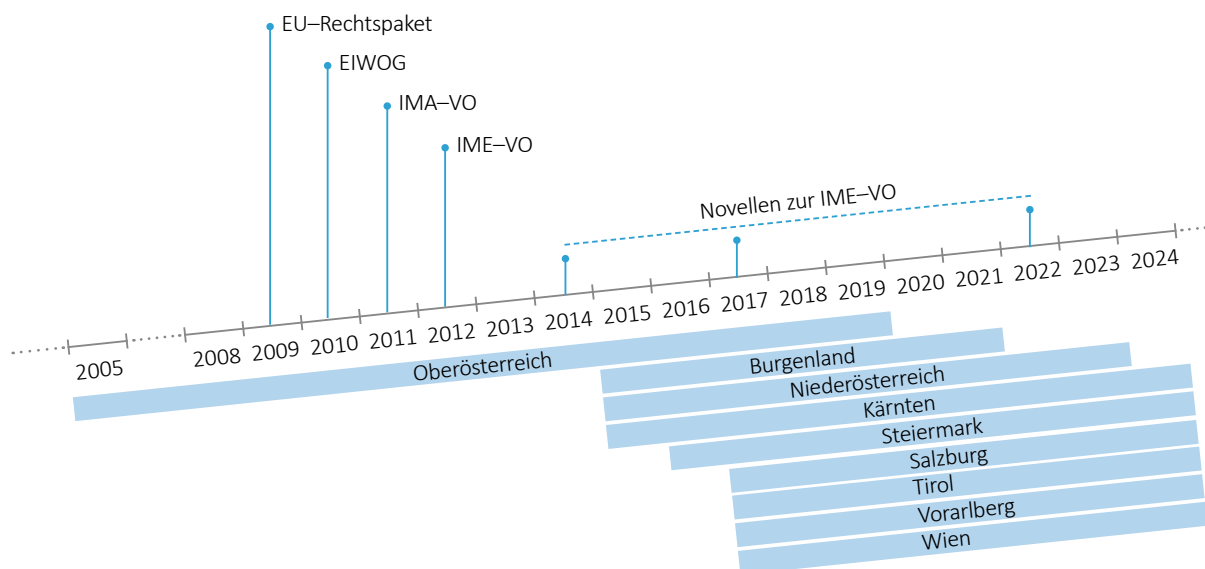 EU–Rechtspaket
EIWOG
IMA–VO
IME–VO
Novellen zur IME–VO
2005 2008 2009 2010 2011 2012 2013 2014 2015 2016 2017 2018 2019 2020 2021 2022 2023 2024
Oberösterreich
Burgenland
Niederösterreich
Kärnten
Steiermark
Salzburg
Tirol
Vorarlberg
Wien